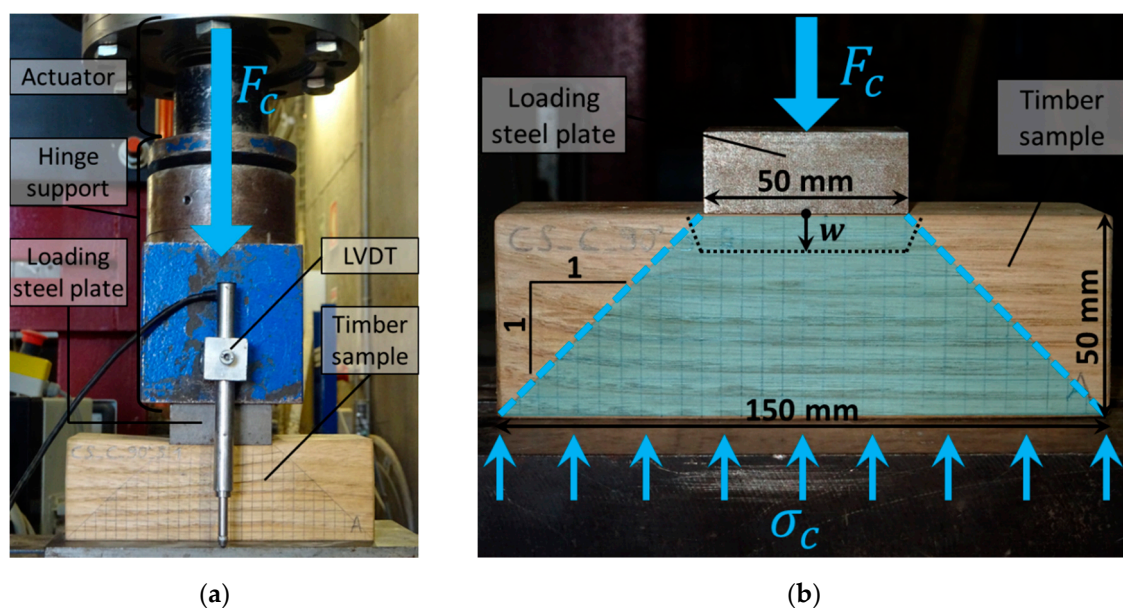 Actuator
F_c
Hinge
support
Loading
steel plate
LVDT
Timber
sample
A
(a)
F_c
Loading
steel plate
Timber
sample
50 mm
w
1
1
50 mm
A
150 mm
σ_c
(b)